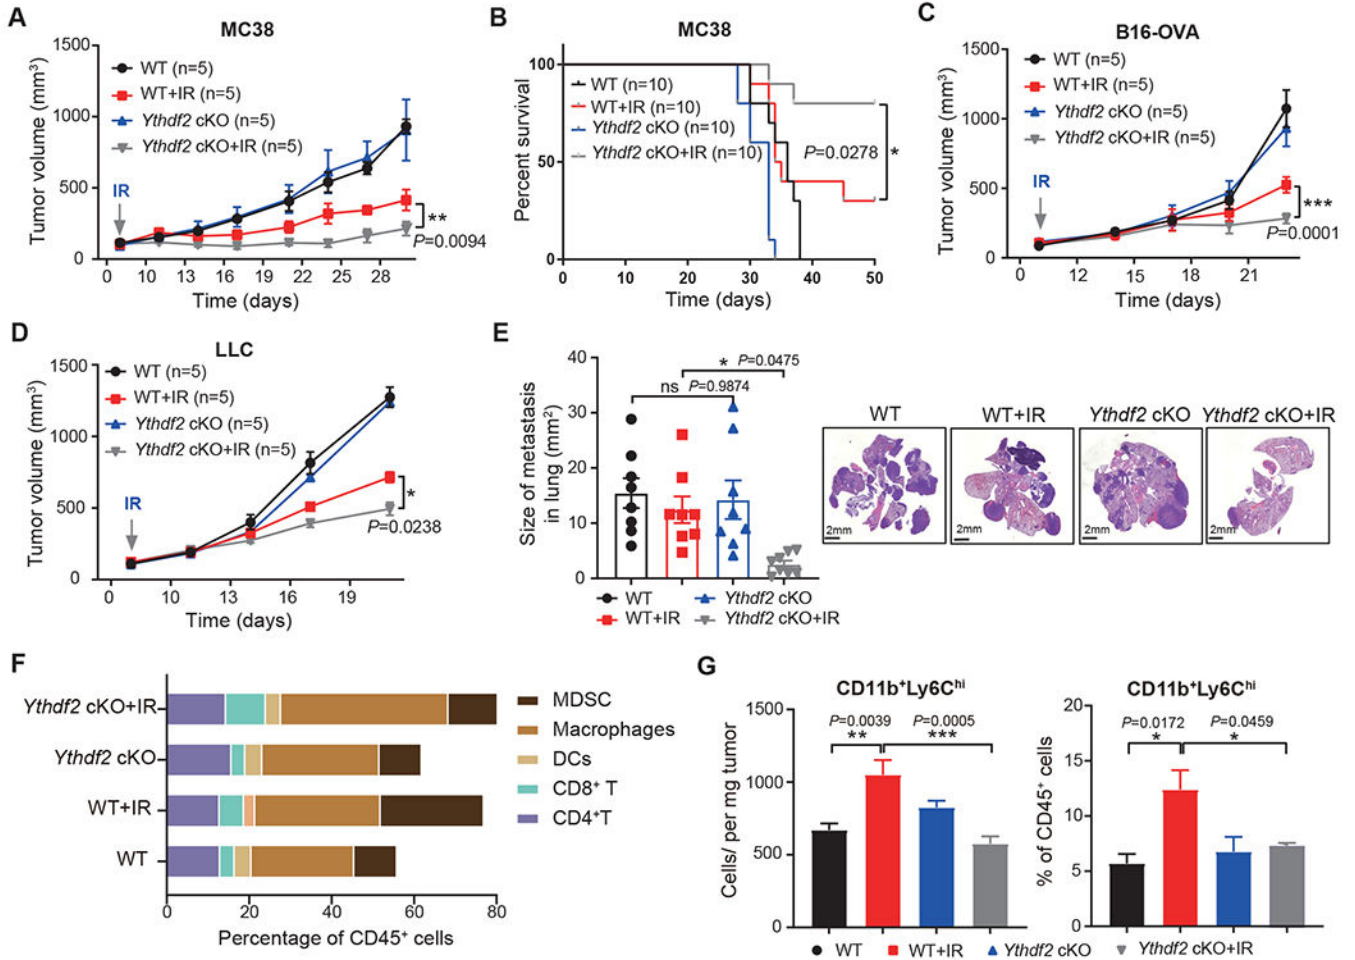 A
MC38
Tumor volume (mm³)
1500
1000
500
0
WT (n=5)
WT+IR (n=5)
Ythdf2 cKO (n=5)
Ythdf2 cKO+IR (n=5)
IR
**
P=0.0094
0 10 13 16 19 22 25 28
Time (days)
B
MC38
Percent survival
100
50
0
WT (n=10)
WT+IR (n=10)
Ythdf2 cKO (n=10)
Ythdf2 cKO+IR (n=10)
P=0.0278
*
0 10 20 30 40 50
Time (days)
C
B16-OVA
Tumor volume (mm³)
1500
1000
500
0
WT (n=5)
WT+IR (n=5)
Ythdf2 cKO (n=5)
Ythdf2 cKO+IR (n=5)
IR
***
P=0.0001
0 12 15 18 21
Time (days)
D
LLC
Tumor volume (mm³)
1500
1000
500
0
WT (n=5)
WT+IR (n=5)
Ythdf2 cKO (n=5)
Ythdf2 cKO+IR (n=5)
IR
*
P=0.0238
0 10 13 16 19
Time (days)
E
Size of metastasis
in lung (mm²)
40
30
20
10
0
* P=0.0475
ns P=0.9874
WT
Ythdf2 cKO
WT+IR
Ythdf2 cKO+IR
WT
WT+IR
Ythdf2 cKO
Ythdf2 cKO+IR
2mm
2mm
2mm
2mm
F
Ythdf2 cKO+IR
Ythdf2 cKO
WT+IR
WT
0 20 40 60 80
Percentage of CD45⁺ cells
MDSC
Macrophages
DCs
CD8⁺ T
CD4⁺T
G
CD11b⁺Ly6Cʰⁱ
Cells/ per mg tumor
1500
1000
500
0
P=0.0039
**
P=0.0005
***
CD11b⁺Ly6Cʰⁱ
% of CD45⁺ cells
20
15
10
5
0
P=0.0172
*
P=0.0459
*
WT
WT+IR
Ythdf2 cKO
Ythdf2 cKO+IR